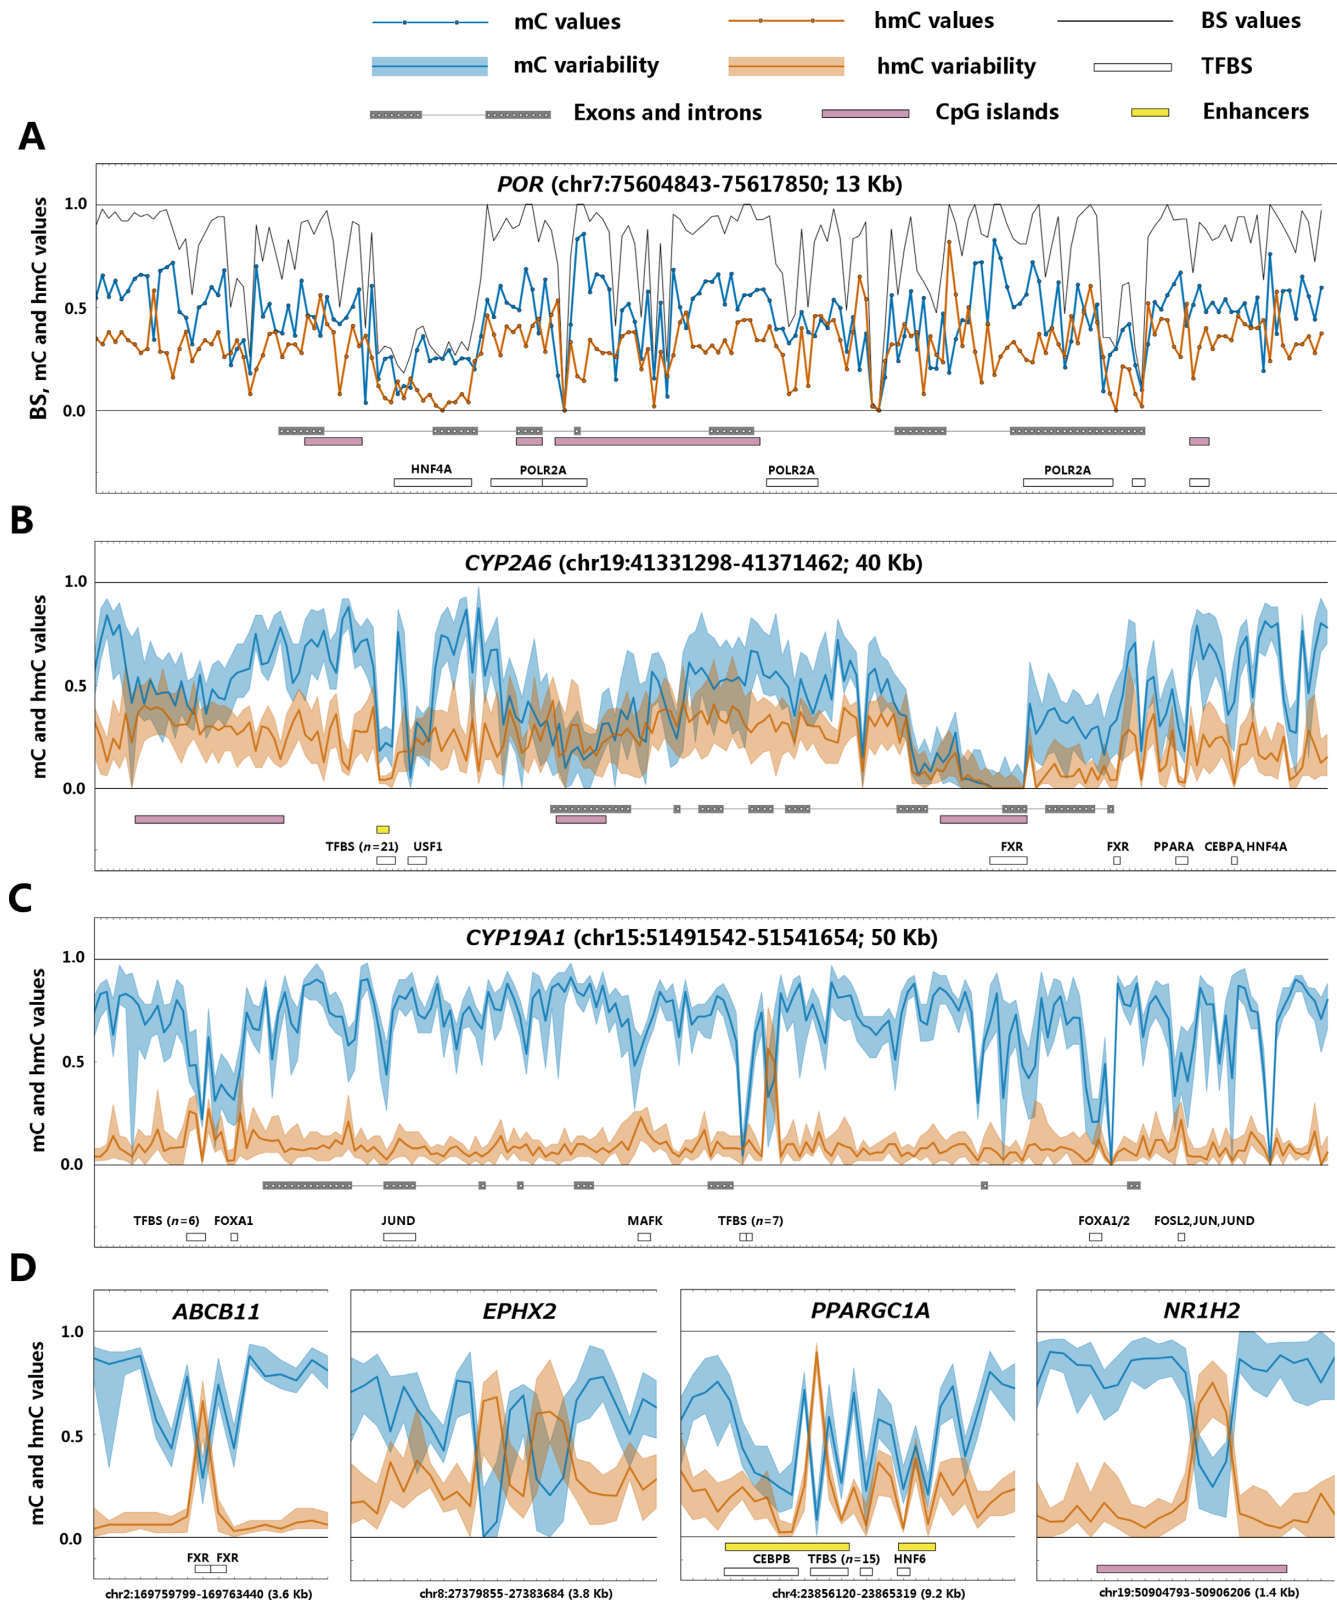 mC values hmC values BS values
mC variability hmC variability TFBS
Exons and introns CpG islands Enhancers
A
POR (chr7:75604843-75617850; 13 Kb)
BS, mC and hmC values
1.0
0.5
0.0
HNF4A POLR2A POLR2A POLR2A
B
CYP2A6 (chr19:41331298-41371462; 40 Kb)
mC and hmC values
1.0
0.5
0.0
TFBS (n=21) USF1 FXR FXR PPARA CEBPA,HNF4A
C
CYP19A1 (chr15:51491542-51541654; 50 Kb)
mC and hmC values
1.0
0.5
0.0
TFBS (n=6) FOXA1 JUND MAFK TFBS (n=7) FOXA1/2 FOSL2,JUN,JUND
D
ABCB11 EPHX2 PPARGC1A NR1H2
mC and hmC values
1.0
0.5
0.0
FXR FXR CEBPB TFBS (n=15) HNF6
chr2:169759799-169763440 (3.6 Kb) chr8:27379855-27383684 (3.8 Kb) chr4:23856120-23865319 (9.2 Kb) chr19:50904793-50906206 (1.4 Kb)